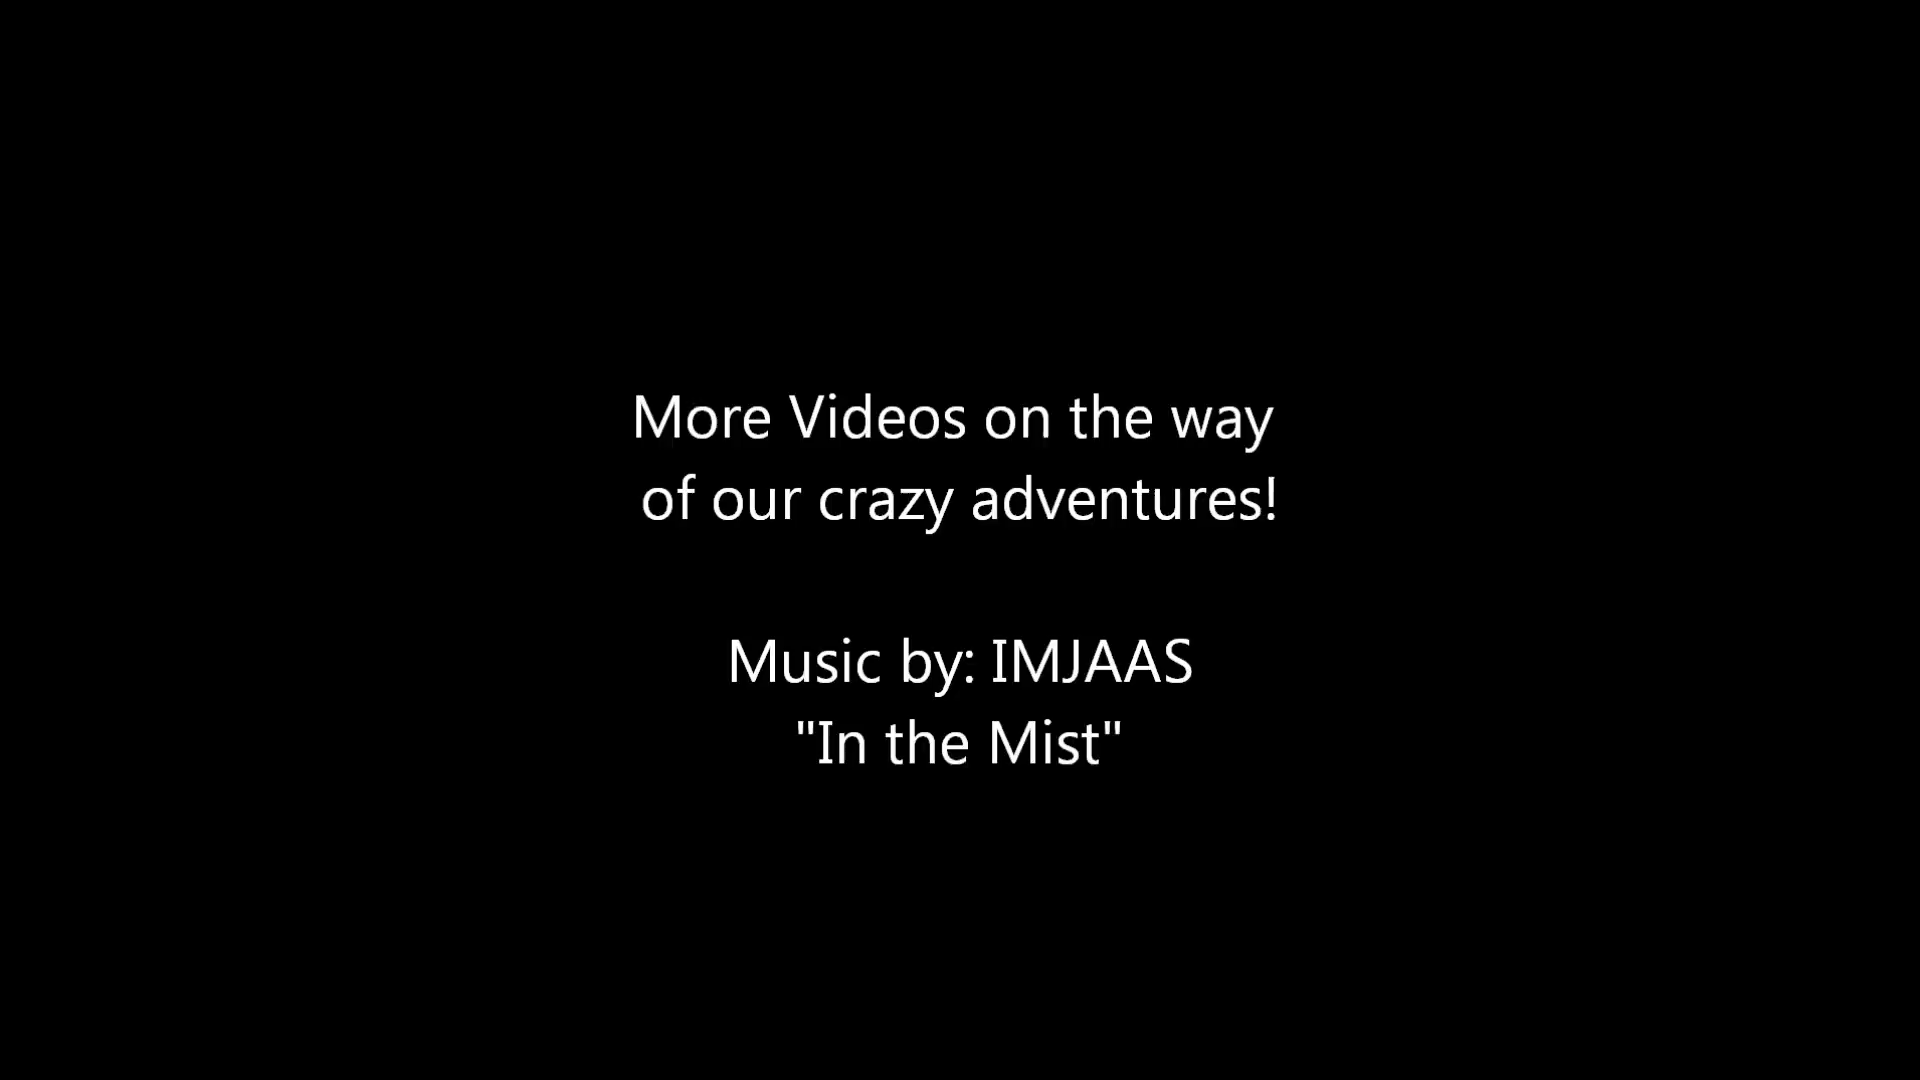 More Videos on the way
of our crazy adventures!
Music by: IMJAAS
"In the Mist"